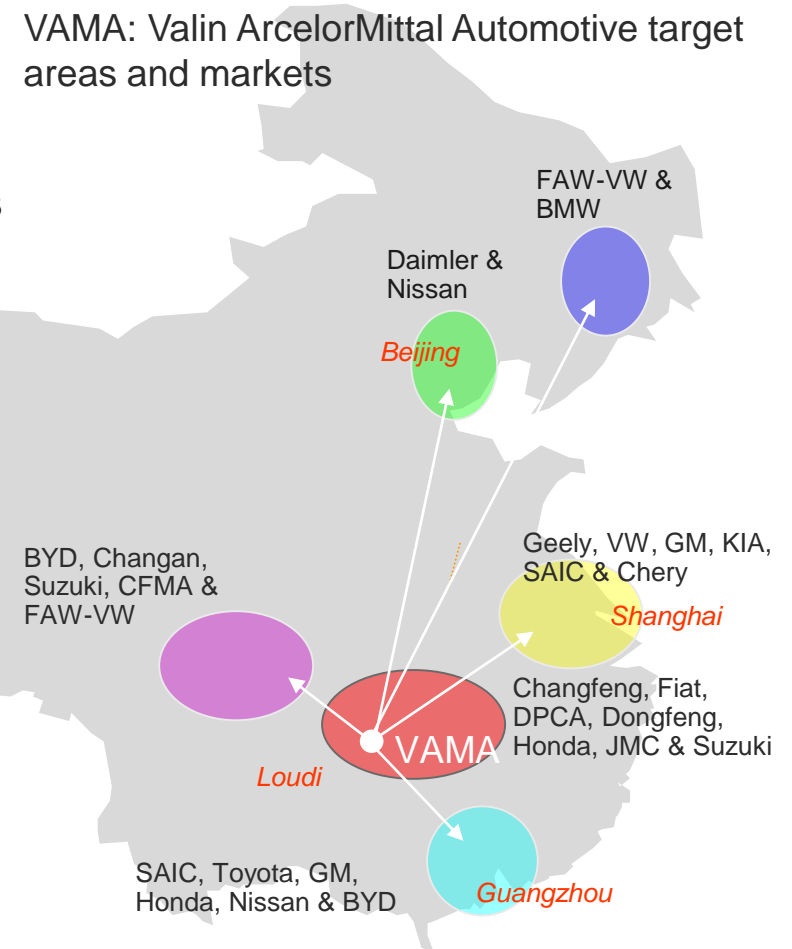 VAMA: Valin ArcelorMittal Automotive target
areas and markets
FAW-VW &
BMW
Daimler &
Nissan
Beijing
BYD, Changan,
Suzuki, CFMA &
FAW-VW
Geely, VW, GM, KIA,
SAIC & Chery
Shanghai
Changfeng, Fiat,
DPCA, Dongfeng,
Honda, JMC & Suzuki
VAMA
Loudi
SAIC, Toyota, GM,
Honda, Nissan & BYD
Guangzhou